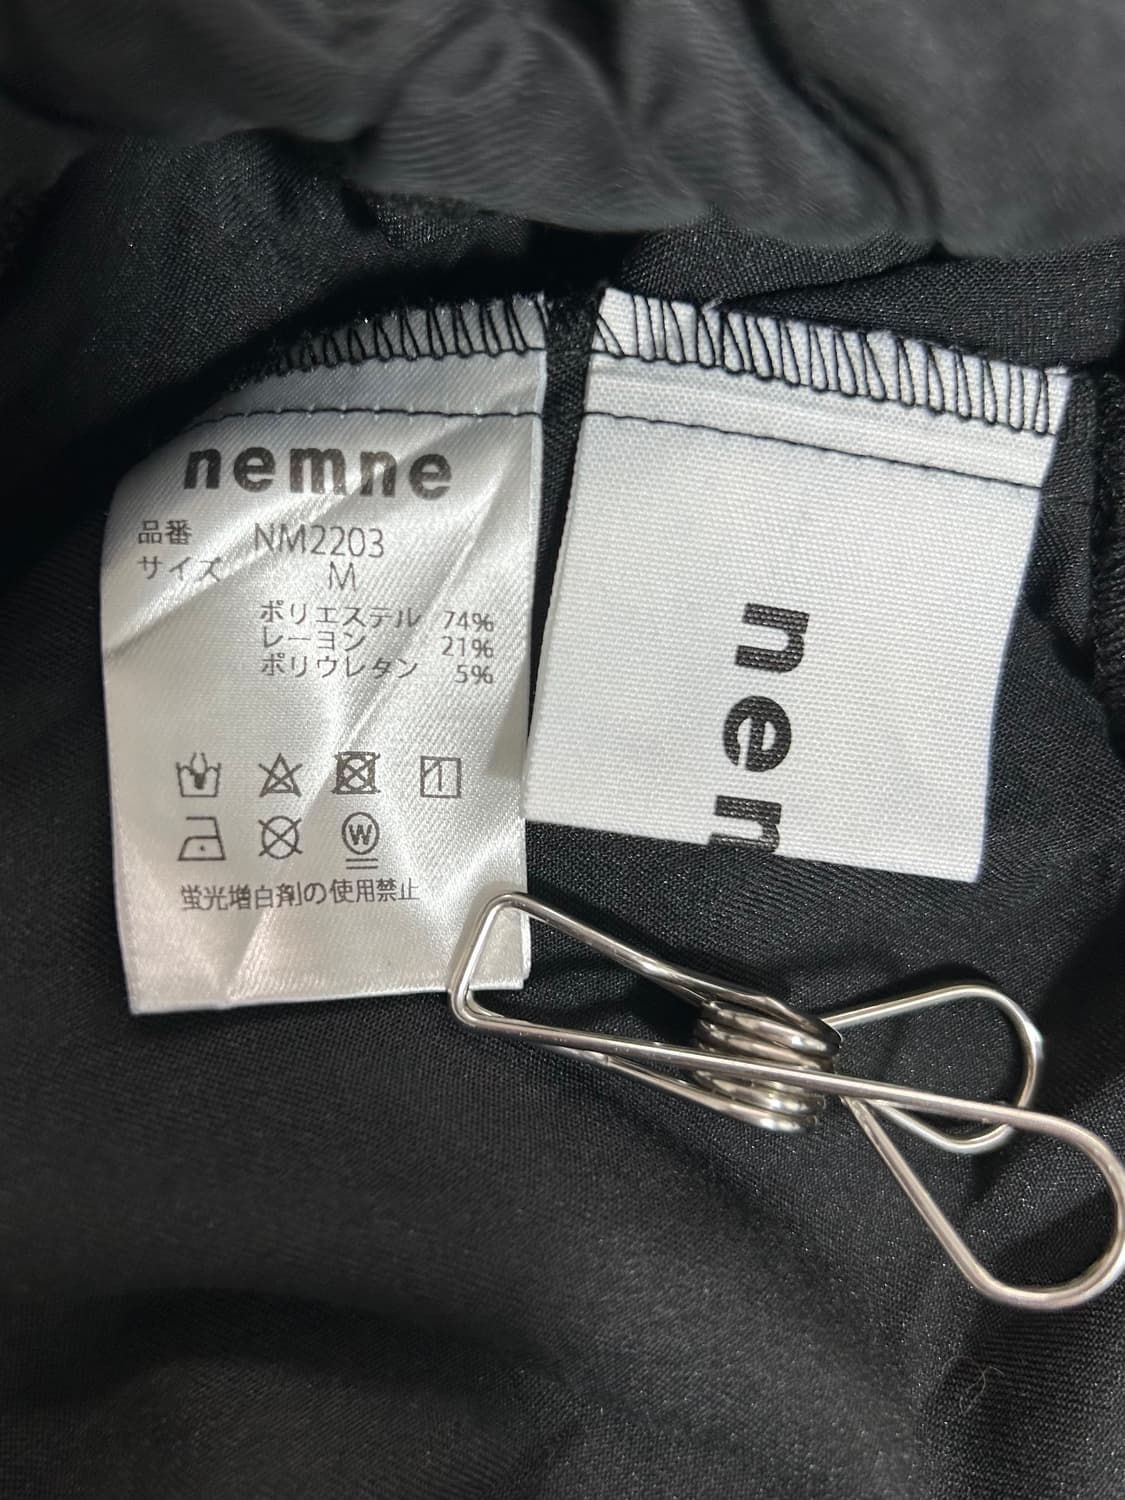 nemne
品番 NM2203
サイズ M
ポリエステル 74%
レーヨン 21%
ポリウレタン 5%
W
蛍光増白剤の使用禁止
nem